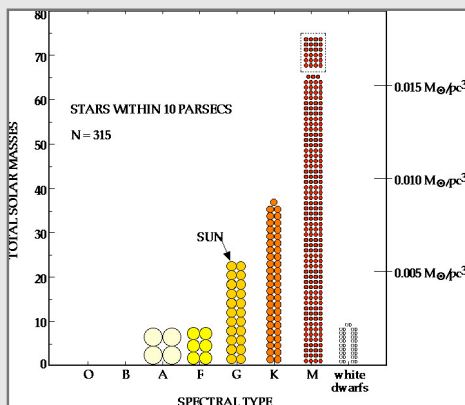 80
70
60
50
40
30
20
10
0
TOTAL SOLAR MASSES
STARS WITHIN 10 PARSECS
N = 315
SUN
0.015 M⊙/pc³
0.010 M⊙/pc³
0.005 M⊙/pc³
O B A F G K M white
dwarfs
SPECTRAL TYPE